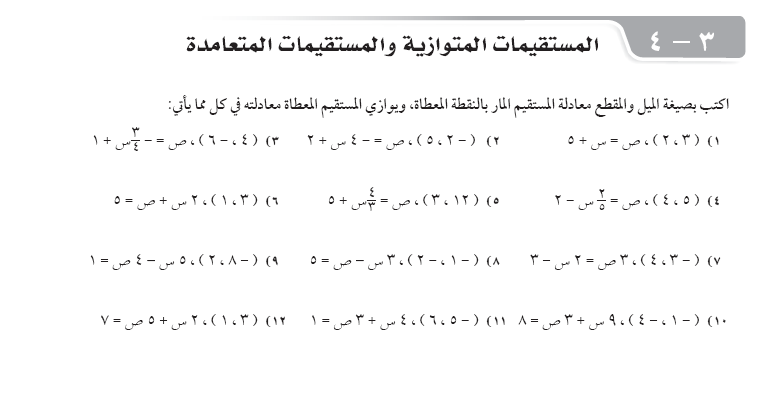 ٣ – ٤ المستقيمات المتوازية والمستقيمات المتعامدة
اكتب بصيغة الميل والمقطع معادلة المستقيم المار بالنقطة المعطاة، ويوازي المستقيم المعطاة معادلته في كل مما يأتي:
١) (٣، ٢)، ص = س + ٥ ٢) (– ٢، ٥)، ص = – ٤ س + ٢ ٣) (٤، – ٦)، ص = – ٣/٤ س + ١
٤) (٥، ٤)، ص = ٢/٥ س – ٢ ٥) (١٢، ٣)، ص = ٤/٣ س + ٥ ٦) (٣، ١)، ٢ س + ص = ٥
٧) (– ٣، ٤)، ٣ ص = ٢ س – ٣ ٨) (– ١، – ٢)، ٣ س – ص = ٥ ٩) (– ٨، ٢)، ٥ س – ٤ ص = ١
١٠) (– ١، – ٤)، ٩ س + ٣ ص = ٨ ١١) (– ٥، ٦)، ٤ س + ٣ ص = ١ ١٢) (٣، ١)، ٢ س + ٥ ص = ٧